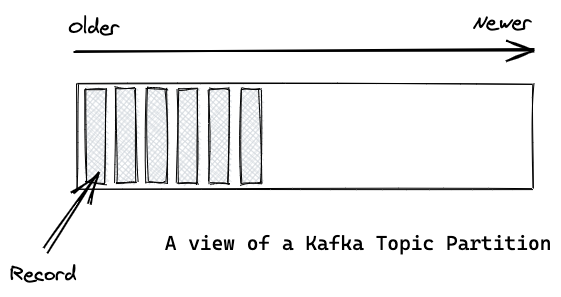 Older
Newer
A view of a Kafka Topic Partition
Record